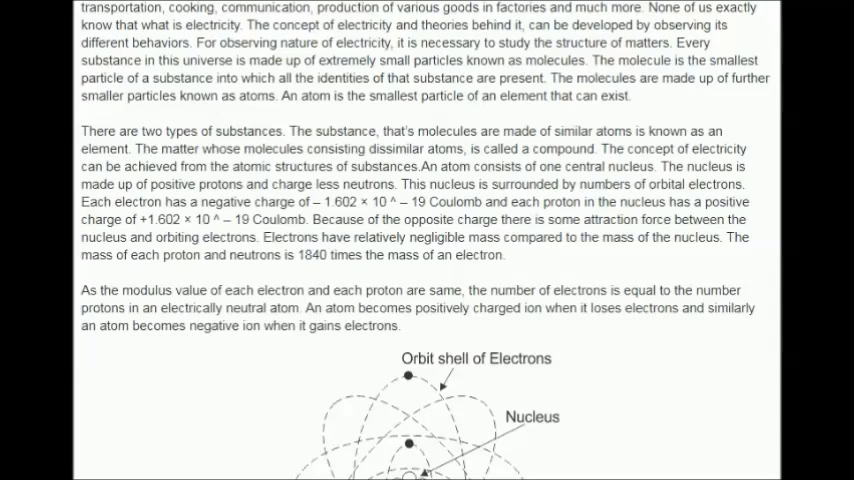 transportation, cooking, communication, production of various goods in factories and much more. None of us exactly
know that what is electricity. The concept of electricity and theories behind it, can be developed by observing its
different behaviors. For observing nature of electricity, it is necessary to study the structure of matters. Every
substance in this universe is made up of extremely small particles known as molecules. The molecule is the smallest
particle of a substance into which all the identities of that substance are present. The molecules are made up of further
smaller particles known as atoms. An atom is the smallest particle of an element that can exist.
There are two types of substances. The substance, that's molecules are made of similar atoms is known as an
element. The matter whose molecules consisting dissimilar atoms, is called a compound. The concept of electricity
can be achieved from the atomic structures of substances.An atom consists of one central nucleus. The nucleus is
made up of positive protons and charge less neutrons. This nucleus is surrounded by numbers of orbital electrons.
Each electron has a negative charge of – 1.602 × 10 ^ – 19 Coulomb and each proton in the nucleus has a positive
charge of +1.602 × 10 ^ – 19 Coulomb. Because of the opposite charge there is some attraction force between the
nucleus and orbiting electrons. Electrons have relatively negligible mass compared to the mass of the nucleus. The
mass of each proton and neutrons is 1840 times the mass of an electron.
As the modulus value of each electron and each proton are same, the number of electrons is equal to the number
protons in an electrically neutral atom. An atom becomes positively charged ion when it loses electrons and similarly
an atom becomes negative ion when it gains electrons.
Orbit shell of Electrons
Nucleus